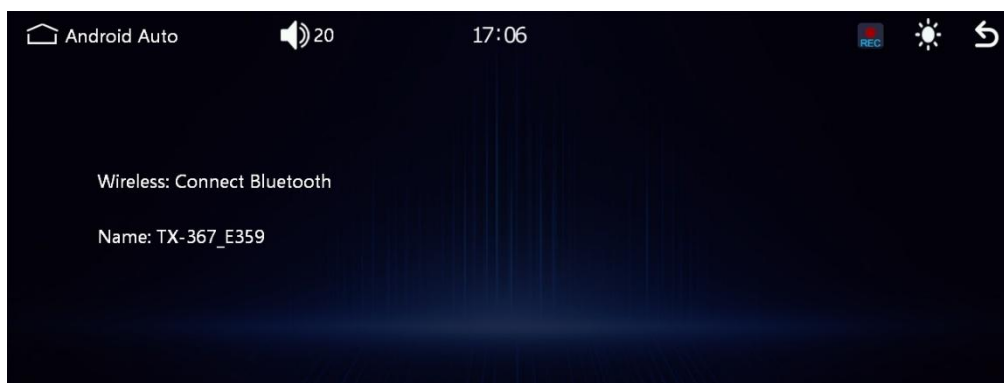 Android Auto 20 17:06 REC
Wireless: Connect Bluetooth
Name: TX-367_E359